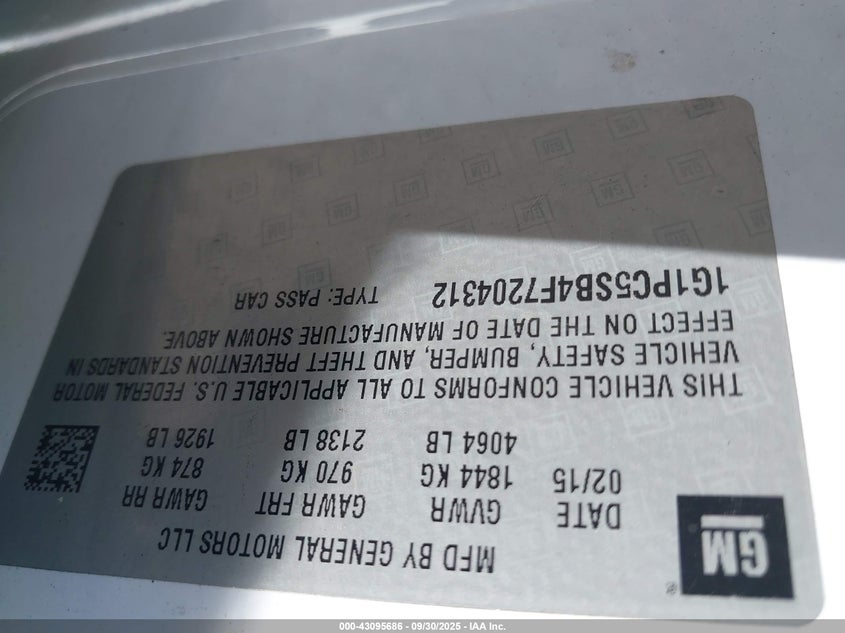 GM®
MFD BY GENERAL MOTORS LLC
DATE GVWR GAWR FRT GAWR RR
02/15 1844 KG 970 KG 874 KG
4064 LB 2138 LB 1926 LB
THIS VEHICLE CONFORMS TO ALL APPLICABLE U.S. FEDERAL MOTOR
VEHICLE SAFETY, BUMPER, AND THEFT PREVENTION STANDARDS IN
EFFECT ON THE DATE OF MANUFACTURE SHOWN ABOVE.
1G1PC5SB4F7204312 TYPE: PASS CAR
000-43095686 - 09/30/2025 - IAA Inc.